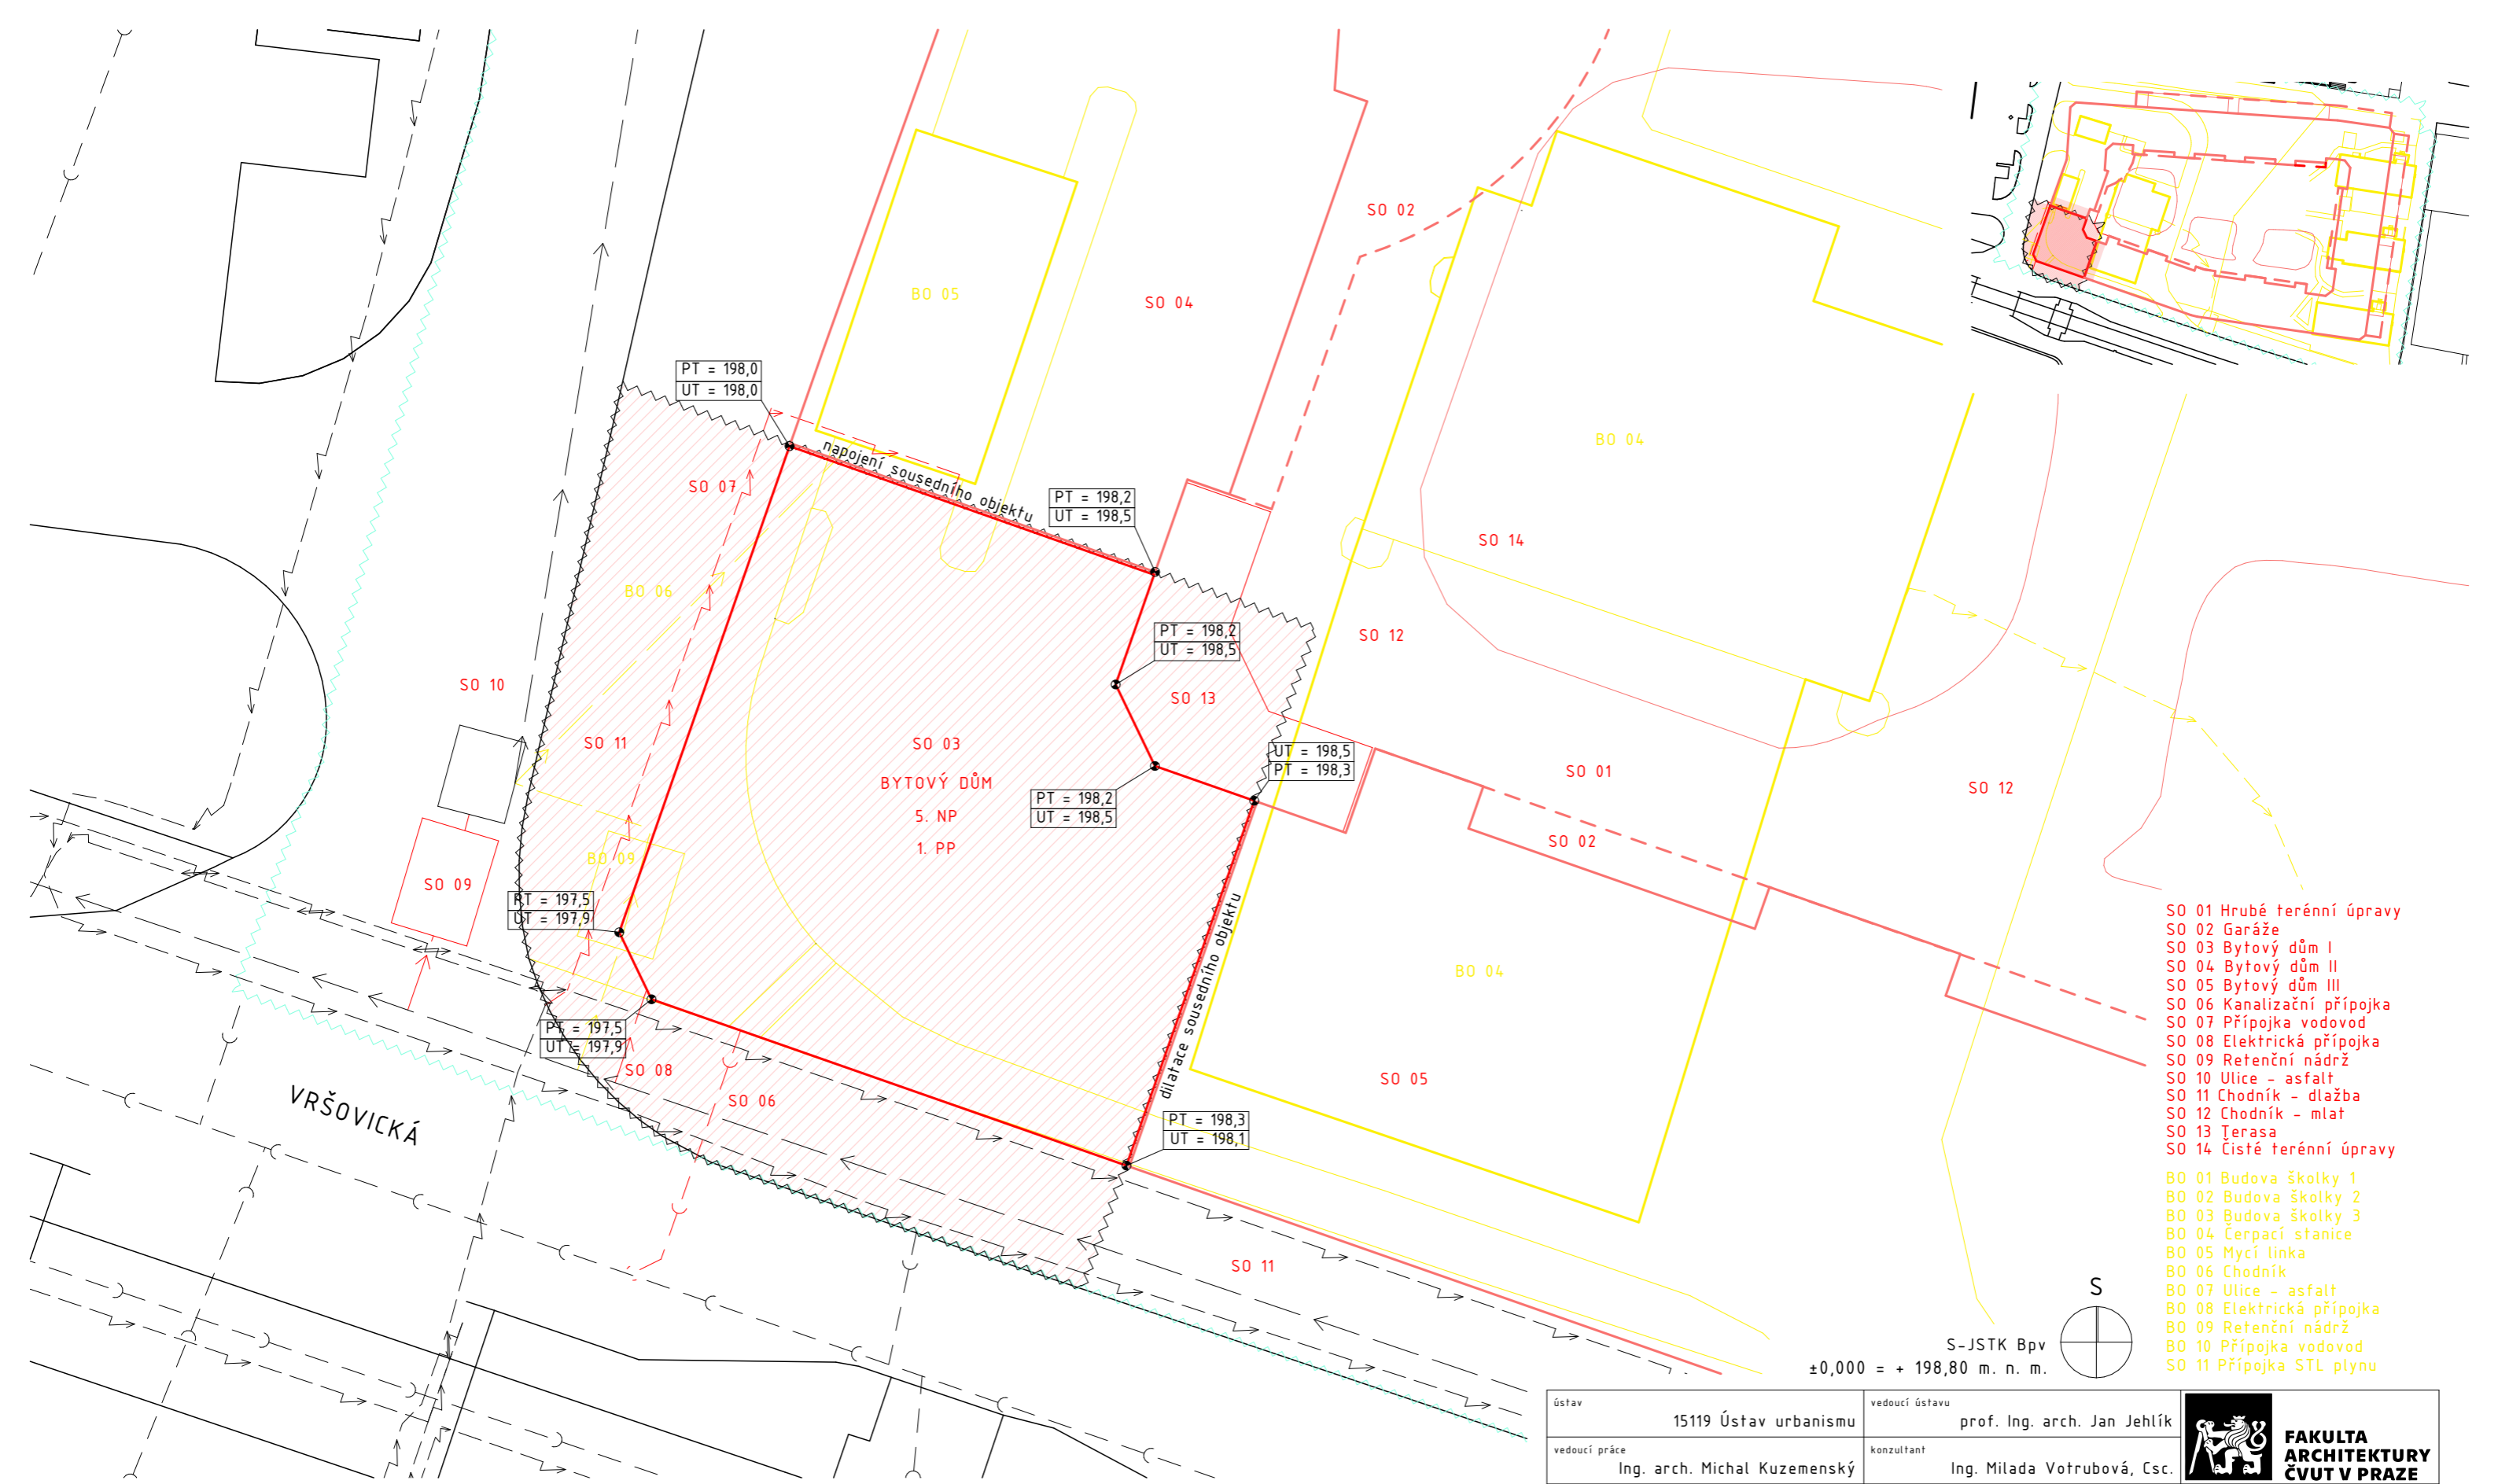 SO 02
BO 05
SO 04
PT = 198,0
UT = 198,0
BO 04
napojení sousedního objektu
SO 07
PT = 198,2
UT = 198,5
SO 14
BO 06
PT = 198,2
UT = 198,5
SO 12
SO 10
SO 13
SO 11
SO 03
BYTOVÝ DŮM
5. NP
1. PP
UT = 198,5
PT = 198,3
SO 01
SO 12
PT = 198,2
UT = 198,5
SO 02
BO 09
SO 09
PT = 197,5
UT = 197,9
dilatace sousedního objektu
BO 04
PT = 197,5
UT = 197,9
SO 08
SO 05
SO 06
VRŠOVICKÁ
PT = 198,3
UT = 198,1
SO 11
SO 01 Hrubé terénní úpravy
SO 02 Garáže
SO 03 Bytový dům I
SO 04 Bytový dům II
SO 05 Bytový dům III
SO 06 Kanalizační přípojka
SO 07 Přípojka vodovod
SO 08 Elektrická přípojka
SO 09 Retenční nádrž
SO 10 Ulice - asfalt
SO 11 Chodník - dlažba
SO 12 Chodník - mlat
SO 13 Terasa
SO 14 Čisté terénní úpravy
BO 01 Budova školky 1
BO 02 Budova školky 2
BO 03 Budova školky 3
BO 04 Čerpací stanice
BO 05 Mycí linka
BO 06 Chodník
BO 07 Ulice - asfalt
BO 08 Elektrická přípojka
BO 09 Retenční nádrž
BO 10 Přípojka vodovod
SO 11 Přípojka STL plynu
S
S-JSTK Bpv
±0,000 = + 198,80 m. n. m.
ústav
15119 Ústav urbanismu
vedoucí ústavu
prof. Ing. arch. Jan Jehlík
vedoucí práce
Ing. arch. Michal Kuzemenský
konzultant
Ing. Milada Votrubová, Csc.
FAKULTA
ARCHITEKTURY
ČVUT V PRAZE